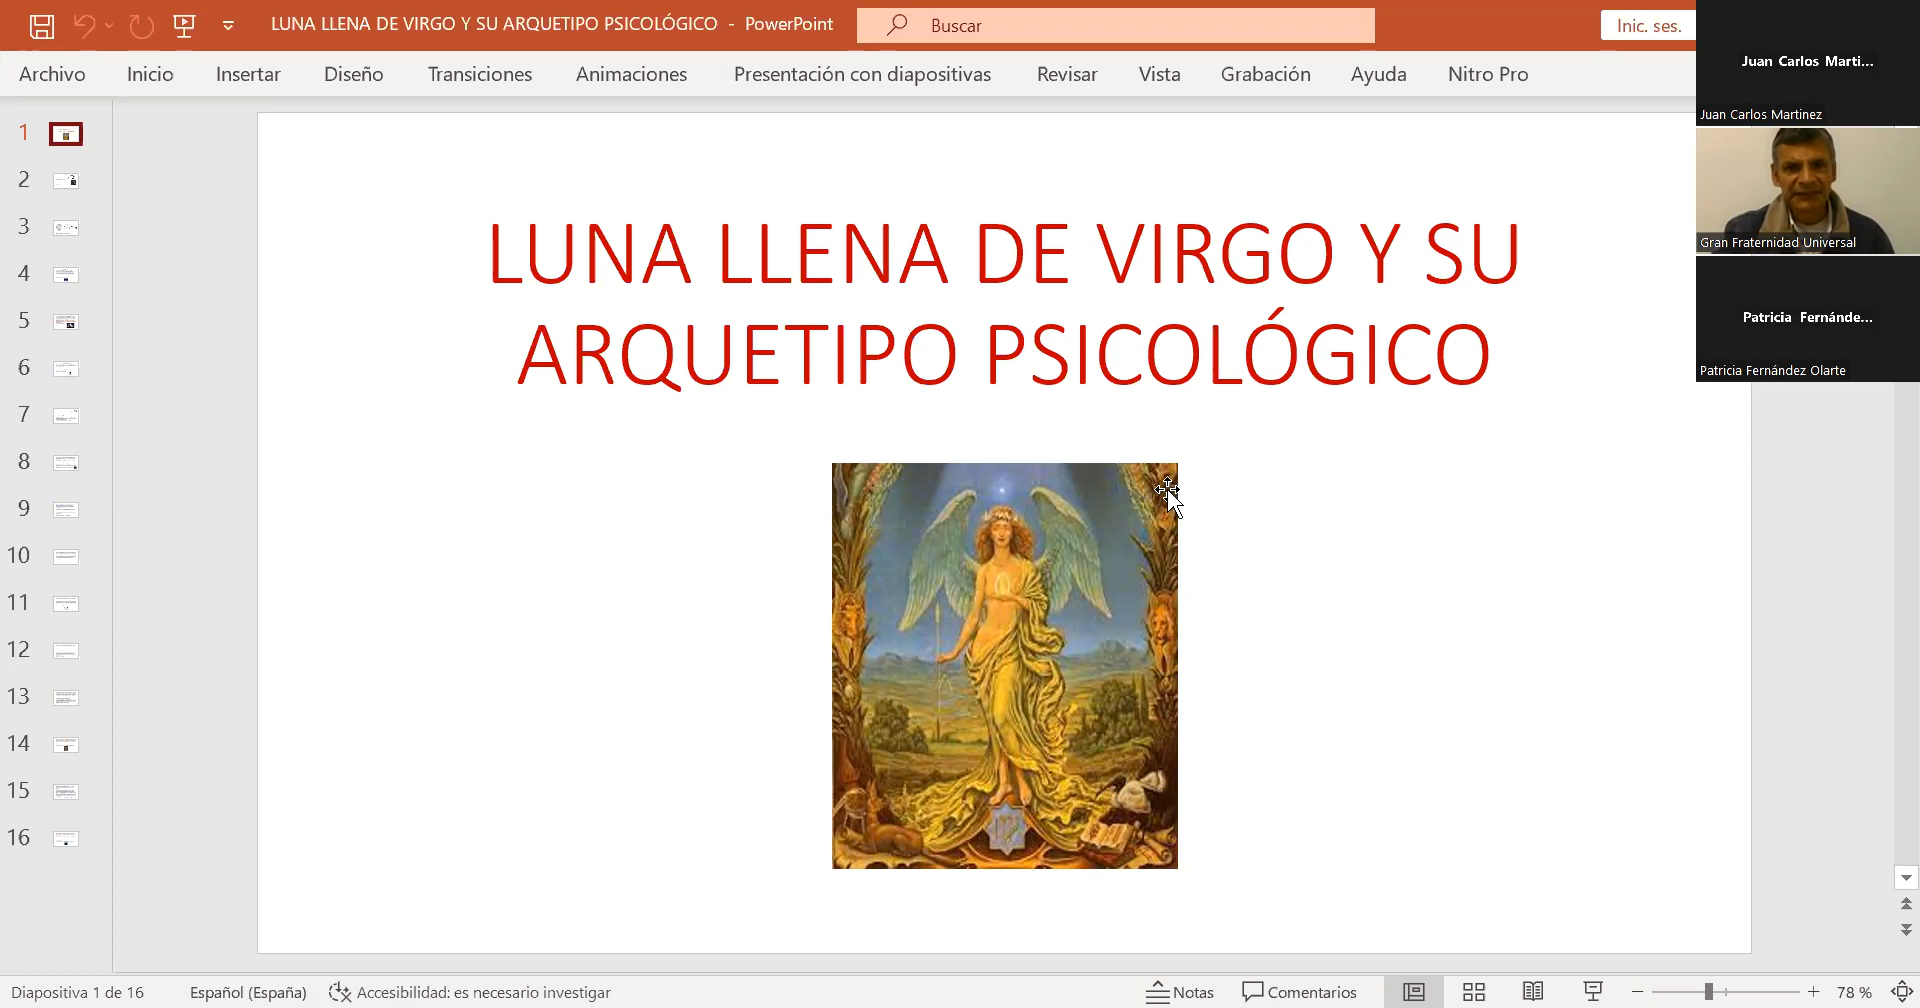 LUNA LLENA DE VIRGO Y SU ARQUETIPO PSICOLÓGICO - PowerPoint
Buscar
Inic. ses.
Archivo Inicio Insertar Diseño Transiciones Animaciones Presentación con diapositivas Revisar Vista Grabación Ayuda Nitro Pro
Juan Carlos Marti...
Juan Carlos Martinez
Gran Fraternidad Universal
Patricia Fernánde...
Patricia Fernández Olarte
1
2
3
4
5
6
7
8
9
10
11
12
13
14
15
16
LUNA LLENA DE VIRGO Y SU
ARQUETIPO PSICOLÓGICO
Diapositiva 1 de 16 Español (España) Accesibilidad: es necesario investigar Notas Comentarios 78 %